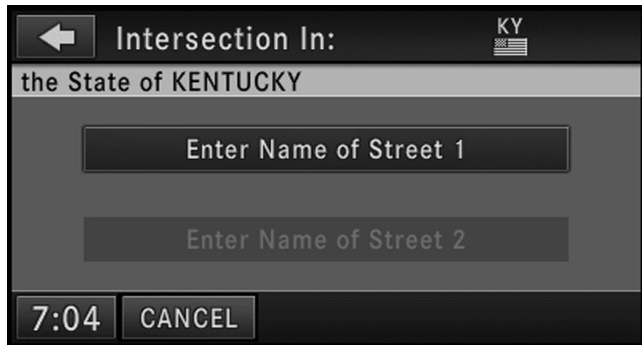 Intersection In:
KY
the State of KENTUCKY
Enter Name of Street 1
Enter Name of Street 2
7:04
CANCEL